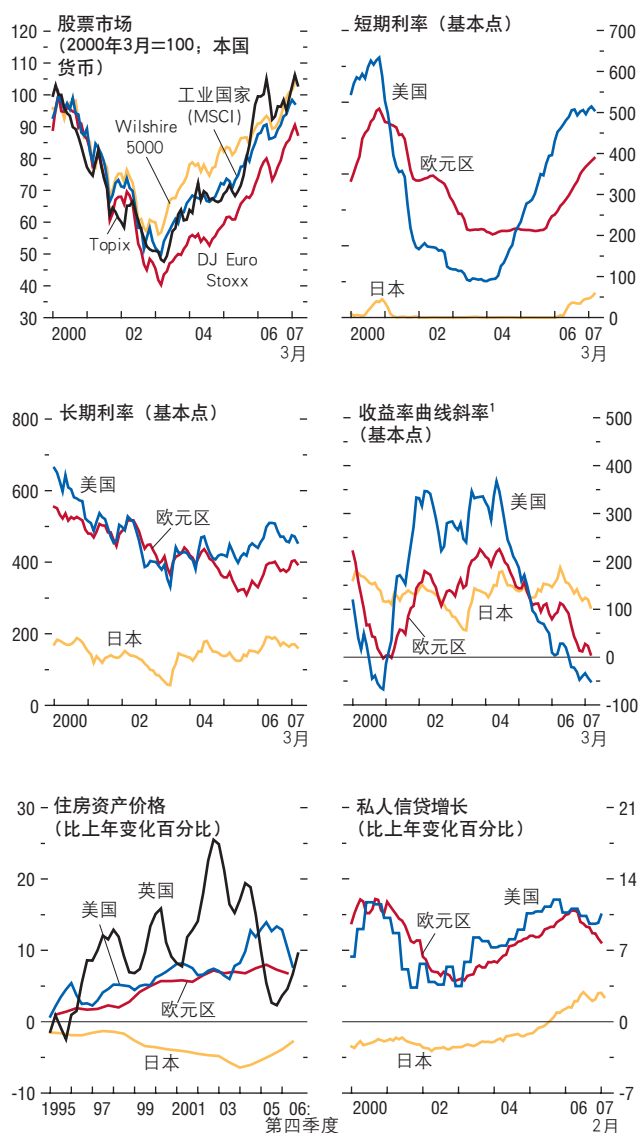 股票市场
(2000年3月=100；本国
货币)
120
110
100
90
80
70
60
50
40
30
工业国家
(MSCI)
Wilshire
5000
Topix
DJ Euro
Stoxx
2000 02 04 06 07
3月
短期利率（基本点）
700
600
500
400
300
200
100
0
美国
欧元区
日本
2000 02 04 06 07
3月
长期利率（基本点）
800
600
400
200
0
美国
欧元区
日本
2000 02 04 06 07
3月
收益率曲线斜率¹
（基本点）
500
400
300
200
100
0
-100
美国
日本
欧元区
2000 02 04 06 07
3月
住房资产价格
(比上年变化百分比)
30
20
10
0
-10
英国
美国
欧元区
日本
1995 97 99 2001 03 05 06:
第四季度
私人信贷增长
(比上年变化百分比)
21
14
7
0
-7
美国
欧元区
日本
2000 02 04 06 07
2月